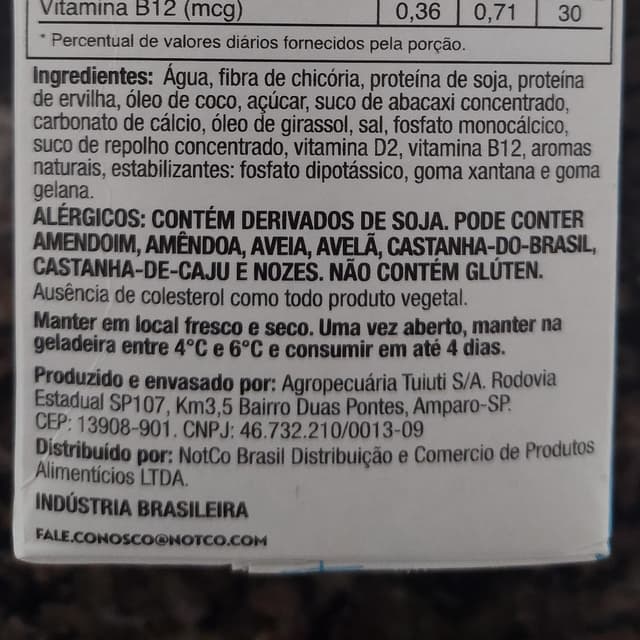 Vitamina B12 (mcg) 0,36 0,71 30
* Percentual de valores diários fornecidos pela porção.
Ingredientes: Água, fibra de chicória, proteína de soja, proteína
de ervilha, óleo de coco, açúcar, suco de abacaxi concentrado,
carbonato de cálcio, óleo de girassol, sal, fosfato monocálcico,
suco de repolho concentrado, vitamina D2, vitamina B12, aromas
naturais, estabilizantes: fosfato dipotássico, goma xantana e goma
gelana.
ALÉRGICOS: CONTÉM DERIVADOS DE SOJA. PODE CONTER
AMENDOIM, AMÊNDOA, AVEIA, AVELÃ, CASTANHA-DO-BRASIL,
CASTANHA-DE-CAJU E NOZES. NÃO CONTÉM GLÚTEN.
Ausência de colesterol como todo produto vegetal.
Manter em local fresco e seco. Uma vez aberto, manter na
geladeira entre 4°C e 6°C e consumir em até 4 dias.
Produzido e envasado por: Agropecuária Tuiuti S/A. Rodovia
Estadual SP107, Km3,5 Bairro Duas Pontes, Amparo-SP.
CEP: 13908-901. CNPJ: 46.732.210/0013-09
Distribuído por: NotCo Brasil Distribuição e Comercio de Produtos
Alimentícios LTDA.
INDÚSTRIA BRASILEIRA
FALE.CONOSCO@NOTCO.COM